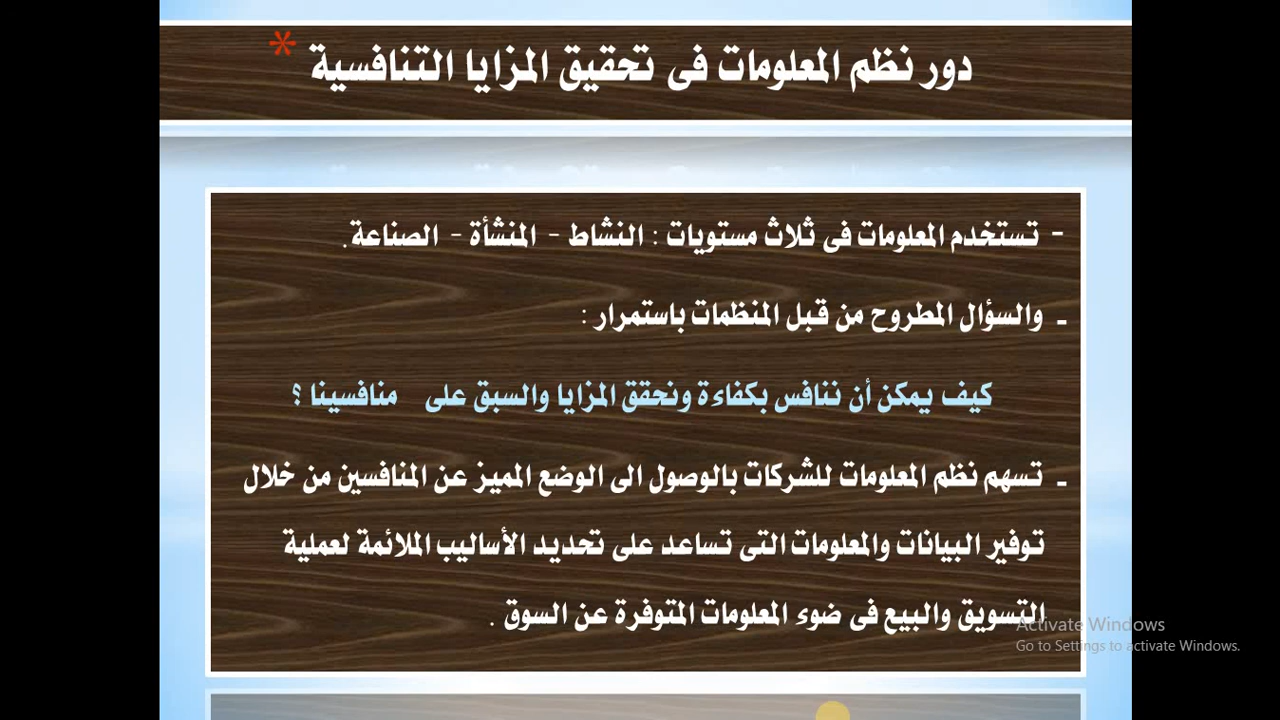 دور نظم المعلومات فى تحقيق المزايا التنافسية *
- تستخدم المعلومات فى ثلاث مستويات : النشاط - المنشأة - الصناعة.
- والسؤال المطروح من قبل المنظمات باستمرار :
كيف يمكن أن ننافس بكفاءة ونحقق المزايا والسبق على منافسينا ؟
- تسهم نظم المعلومات للشركات بالوصول الى الوضع المميز عن المنافسين من خلال
توفير البيانات والمعلومات التى تساعد على تحديد الأساليب الملائمة لعملية
التسويق والبيع فى ضوء المعلومات المتوفرة عن السوق .
Activate Windows
Go to Settings to activate Windows.